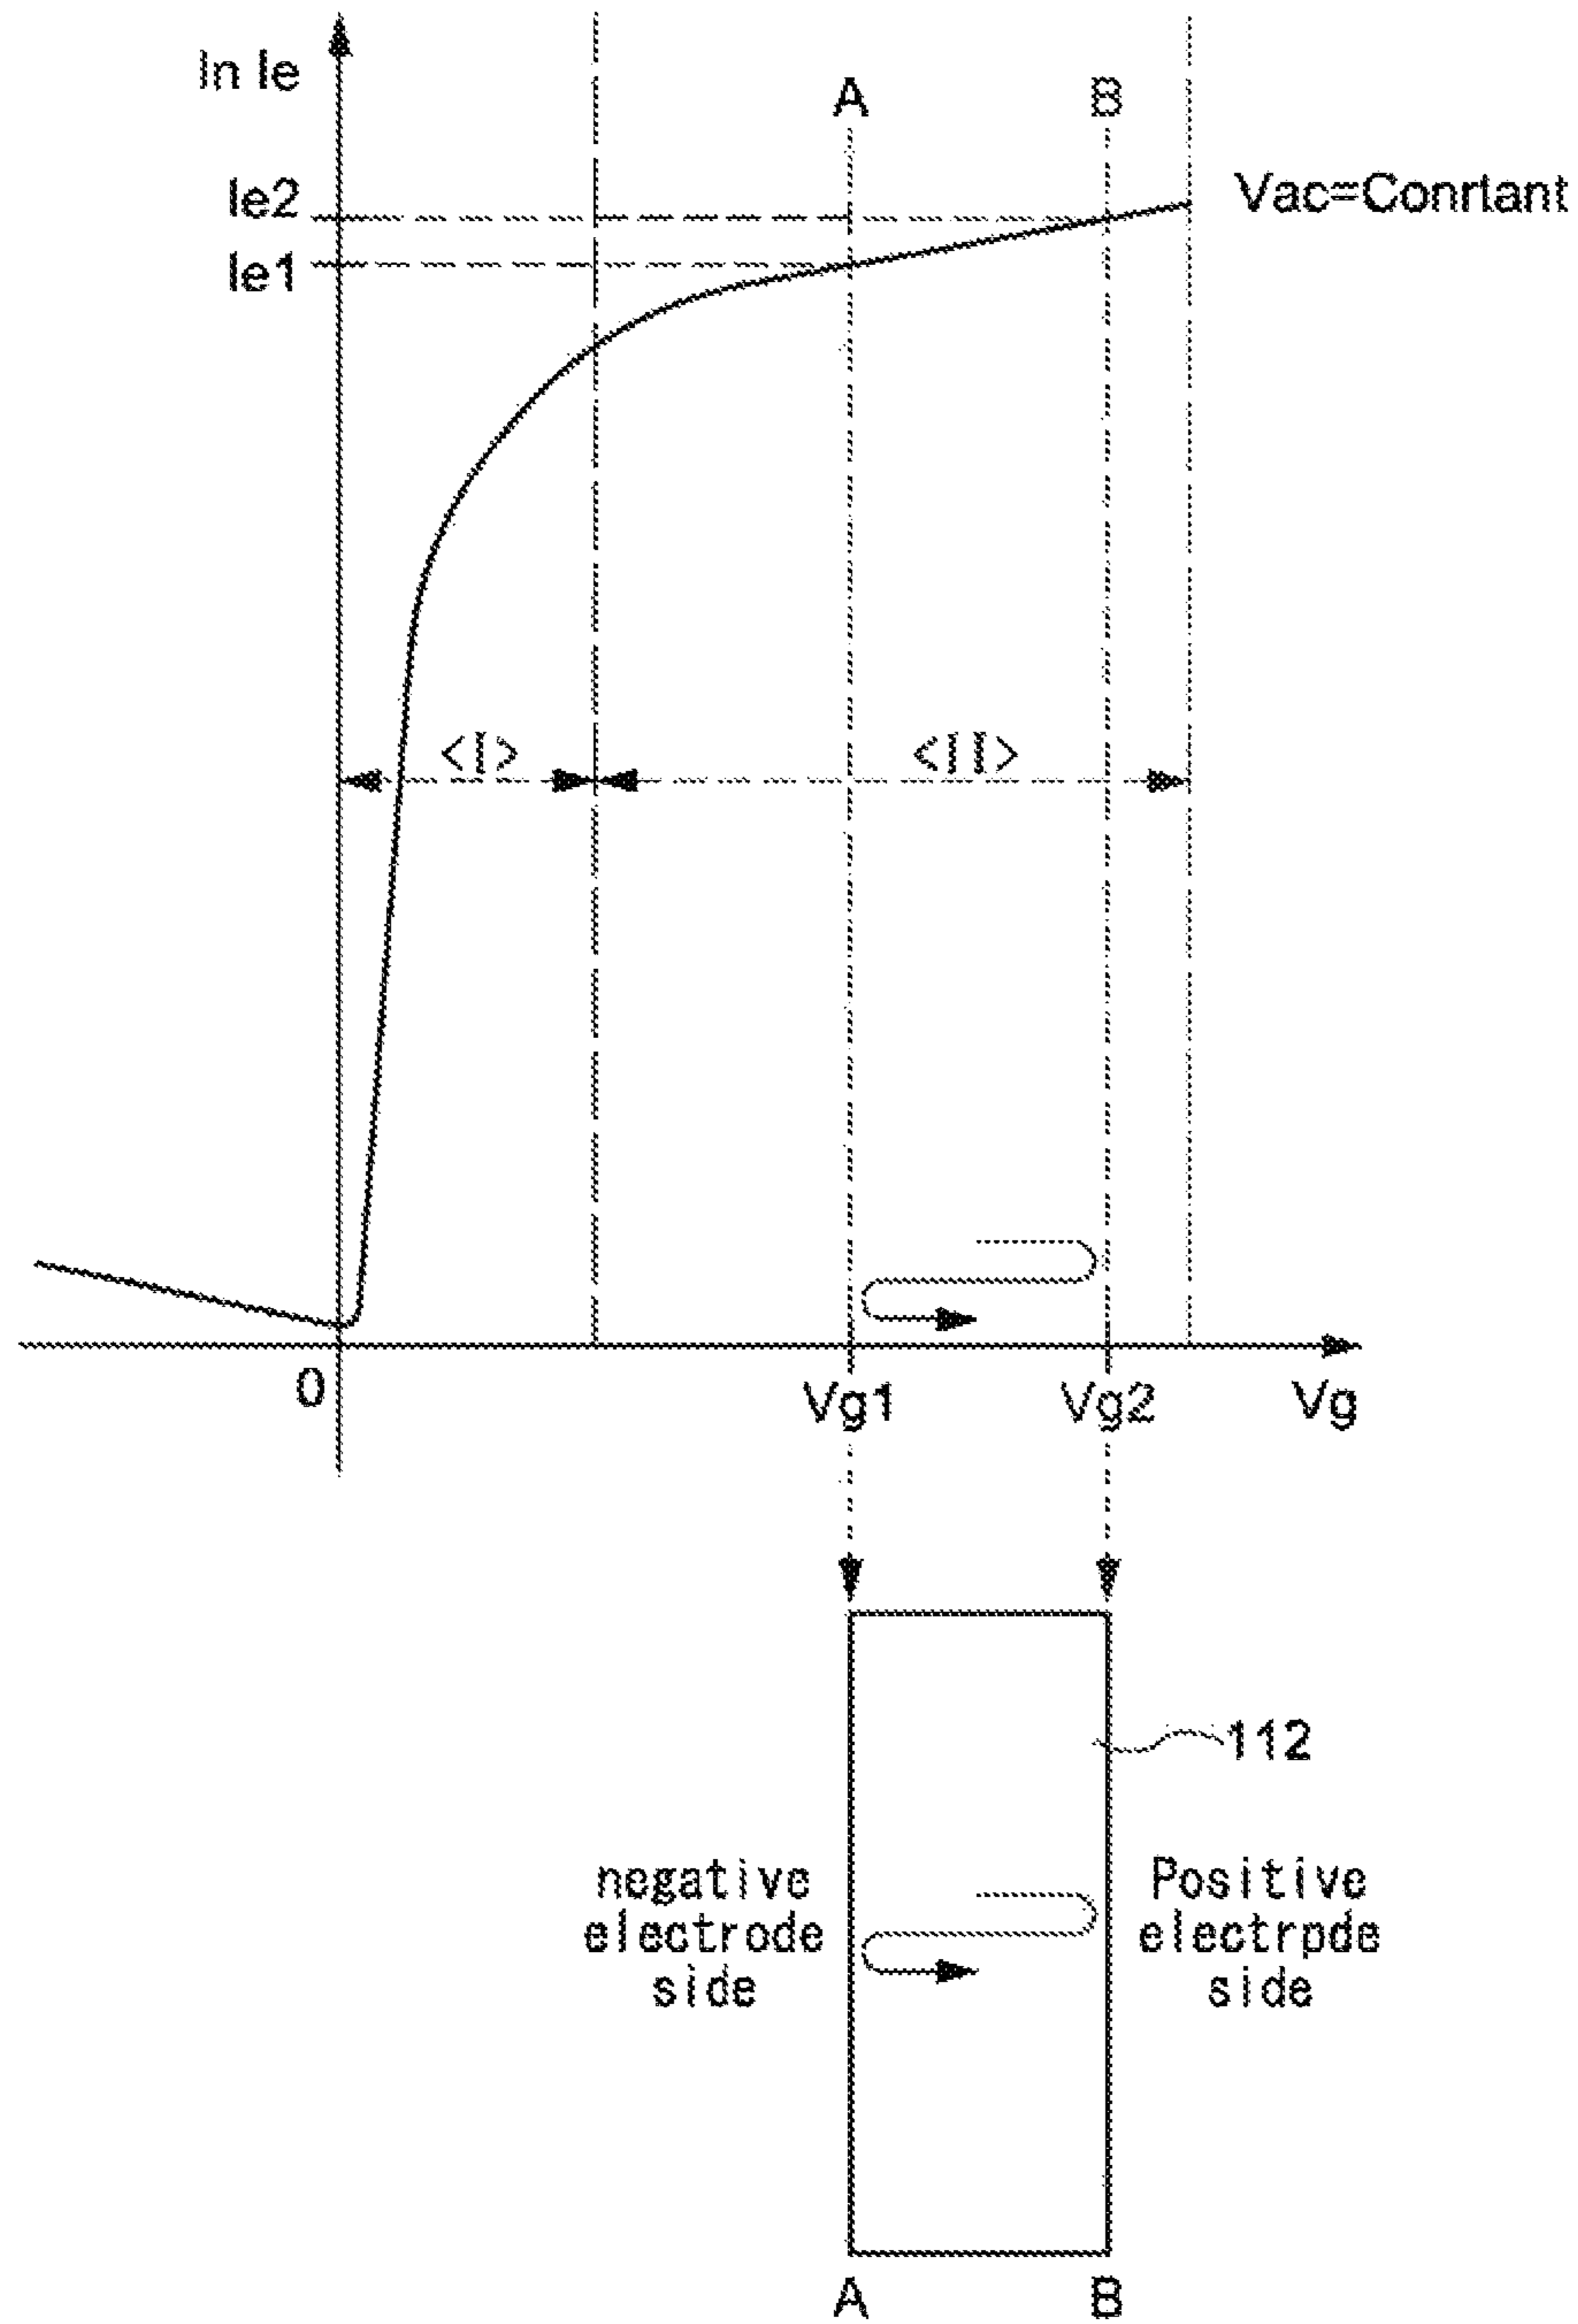 ln Ie
A
B
Ie2
Vac=Conrtant
Ie1
<I>
<II>
0
Vg1
Vg2
Vg
112
negative
electrode
side
Positive
electrpde
side
A
B